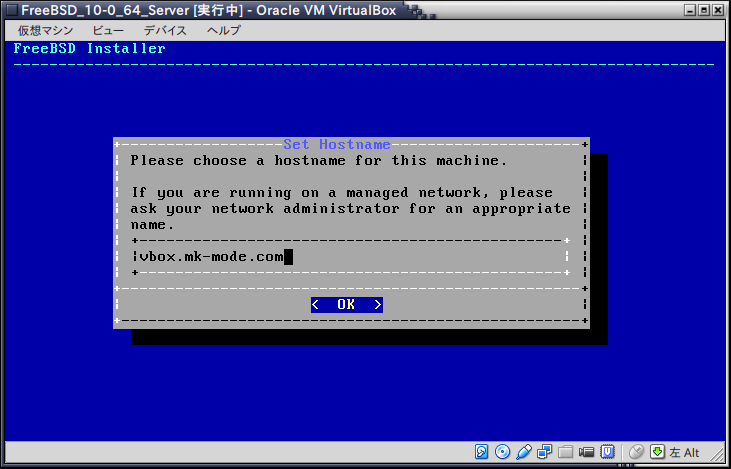 FreeBSD_10-0_64_Server [実行中] - Oracle VM VirtualBox
仮想マシン ビュー デバイス ヘルプ
FreeBSD Installer
Set Hostname
Please choose a hostname for this machine.
If you are running on a managed network, please
ask your network administrator for an appropriate
name.
vbox.mk-mode.com
< OK >
左 Alt